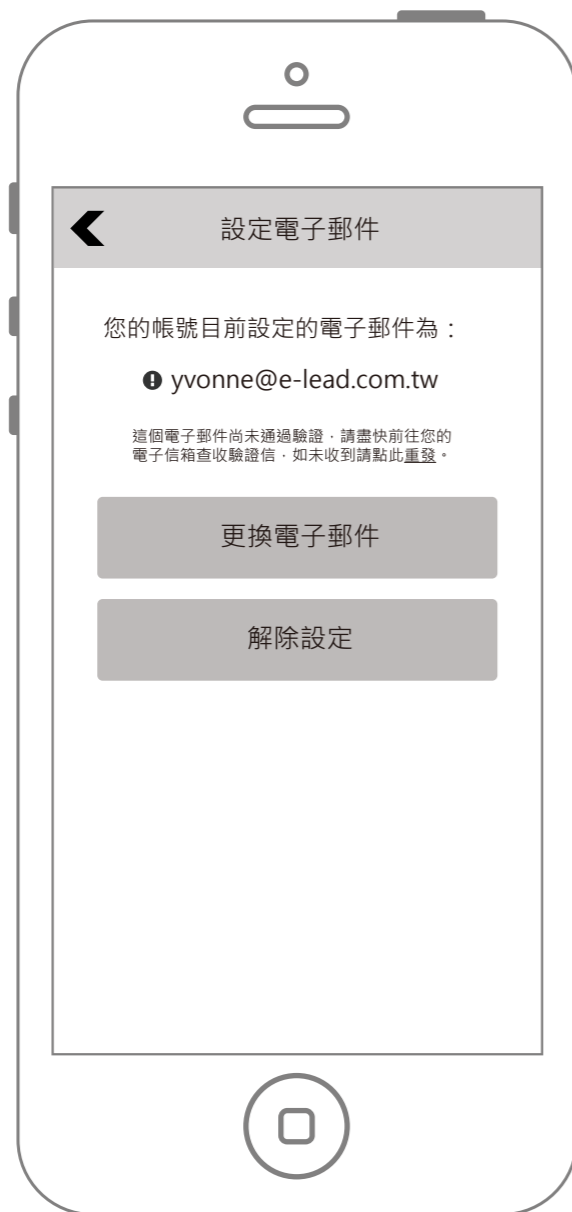 設定電子郵件
您的帳號目前設定的電子郵件為：
yvonne@e-lead.com.tw
這個電子郵件尚未通過驗證，請盡快前往您的
電子信箱查收驗證信，如未收到請點此重發。
更換電子郵件
解除設定